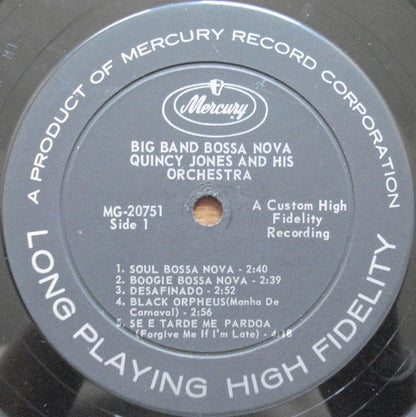 A PRODUCT OF MERCURY RECORD CORPORATION
Mercury
BIG BAND BOSSA NOVA
QUINCY JONES AND HIS
ORCHESTRA
MG-20751
Side 1
A Custom High
Fidelity
Recording
1. SOUL BOSSA NOVA - 2:40
2. BOOGIE BOSSA NOVA - 2:39
3. DESAFINADO - 2:52
4. BLACK ORPHEUS(Manha De
Carnaval) - 2:56
5. SE E TARDE ME PARDOA
(Forgive Me If I'm Late) - 4:18
LONG PLAYING HIGH FIDELITY